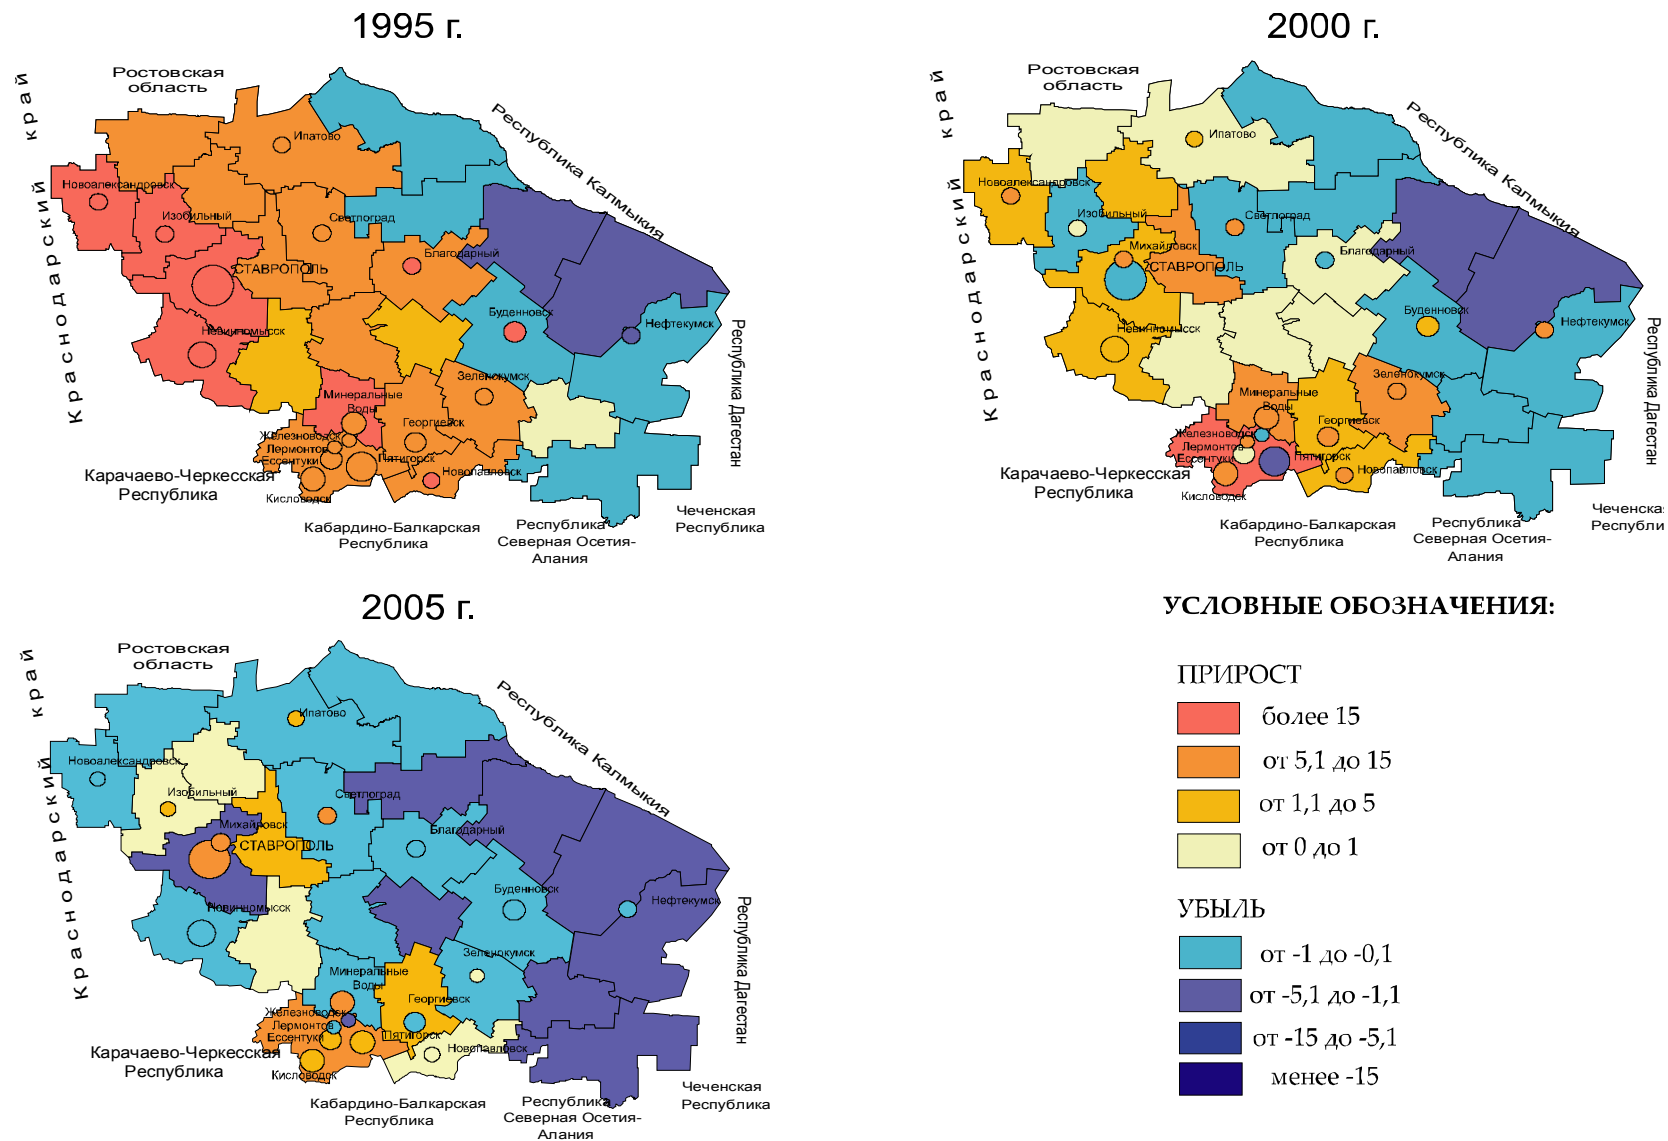 1995 г.
Ростовская
область
Краснодарский край
Республика Калмыкия
Ипатово
Новоалександровск
Изобильный
Светлоград
Благодарный
СТАВРОПОЛЬ
Буденновск
Нефтекумск
Невинномысск
Зеленокумск
Минеральные
Воды
Георгиевск
Железноводск
Лермонтов
Ессентуки
Пятигорск
Новопавловск
Кисловодск
Республика Дагестан
Карачаево-Черкесская
Республика
Кабардино-Балкарская
Республика
Республика
Северная Осетия-
Алания
Чеченская
Республика
2000 г.
Ростовская
область
Краснодарский край
Республика Калмыкия
Ипатово
Новоалександровск
Изобильный
Светлоград
Михайловск
Благодарный
СТАВРОПОЛЬ
Буденновск
Нефтекумск
Невинномысск
Зеленокумск
Минеральные
Воды
Георгиевск
Железноводск
Лермонтов
Ессентуки
Пятигорск
Новопавловск
Кисловодск
Республика Дагестан
Карачаево-Черкесская
Республика
Кабардино-Балкарская
Республика
Республика
Северная Осетия-
Алания
Чеченска
Республи
2005 г.
Ростовская
область
Краснодарский край
Республика Калмыкия
Ипатово
Новоалександровск
Изобильный
Светлоград
Михайловск
Благодарный
СТАВРОПОЛЬ
Буденновск
Нефтекумск
Невинномысск
Зеленокумск
Минеральные
Воды
Георгиевск
Железноводск
Лермонтов
Ессентуки
Пятигорск
Новопавловск
Кисловодск
Республика Дагестан
Карачаево-Черкесская
Республика
Кабардино-Балкарская
Республика
Республика
Северная Осетия-
Алания
Чеченская
Республика
УСЛОВНЫЕ ОБОЗНАЧЕНИЯ:
ПРИРОСТ
более 15
от 5,1 до 15
от 1,1 до 5
от 0 до 1
УБЫЛЬ
от -1 до -0,1
от -5,1 до -1,1
от -15 до -5,1
менее -15